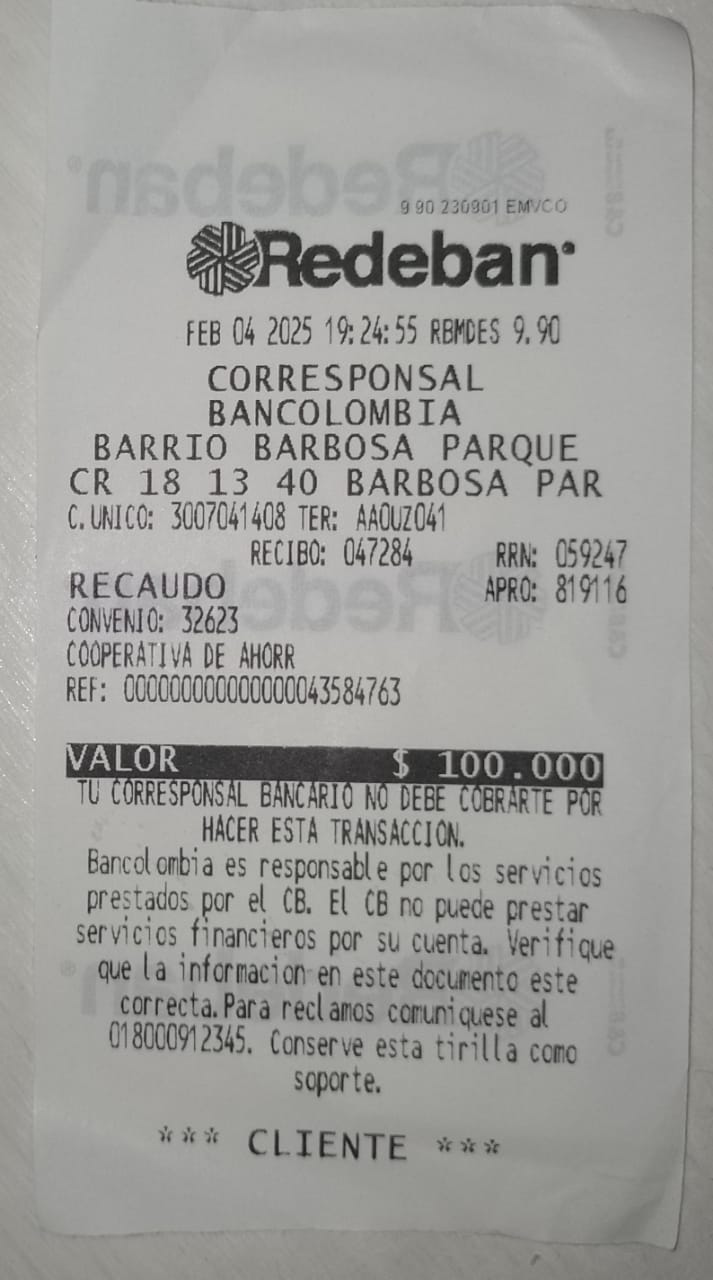 9 90 230901 EMVCO
Redeban
FEB 04 2025 19:24:55 RBMDES 9.90
CORRESPONSAL
BANCOLOMBIA
BARRIO BARBOSA PARQUE
CR 18 13 40 BARBOSA PAR
C.UNICO: 3007041408 TER: AAOUZ041
RECIBO: 047284 RRN: 059247
RECAUDO APRO: 819116
CONVENIO: 32623
COOPERATIVA DE AHORR
REF: 000000000000000043584763
VALOR $ 100.000
TU CORRESPONSAL BANCARIO NO DEBE COBRARTE POR
HACER ESTA TRANSACCION.
Bancolombia es responsable por los servicios
prestados por el CB. El CB no puede prestar
servicios financieros por su cuenta. Verifique
que la informacion en este documento este
correcta.Para reclamos comuniquese al
018000912345. Conserve esta tirilla como
soporte.
*** CLIENTE ***